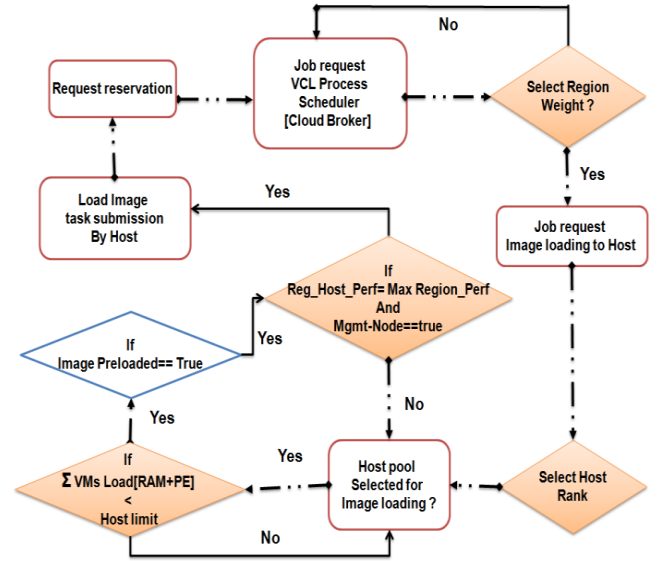 No
Request reservation
Job request
VCL Process
Scheduler
[Cloud Broker]
Select Region
Weight ?
Yes
Load Image
task submission
By Host
Yes
Job request
Image loading to Host
If
Reg_Host_Perf= Max Region_Perf
And
Mgmt-Node==true
If
Image Preloaded== True
Yes
No
Yes
If
Σ VMs Load[RAM+PE]
<
Host limit
Yes
Host pool
Selected for
Image loading ?
Select Host
Rank
No